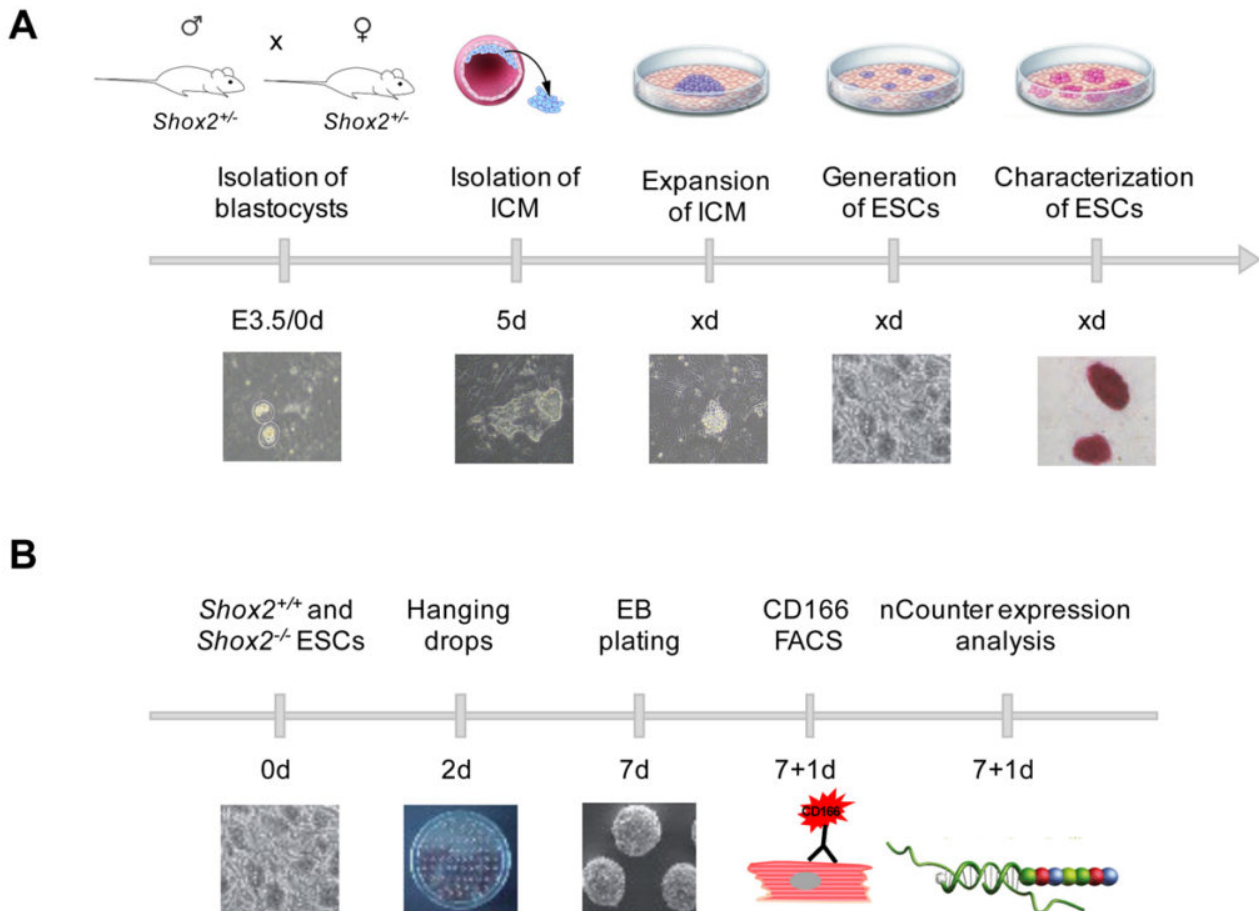 A
♂ x ♀
Shox2+/- Shox2+/-
Isolation of
blastocysts
Isolation of
ICM
Expansion
of ICM
Generation
of ESCs
Characterization
of ESCs
E3.5/0d 5d xd xd xd
B
Shox2+/+ and
Shox2-/- ESCs
Hanging
drops
EB
plating
CD166
FACS
nCounter expression
analysis
0d 2d 7d 7+1d 7+1d
CD166